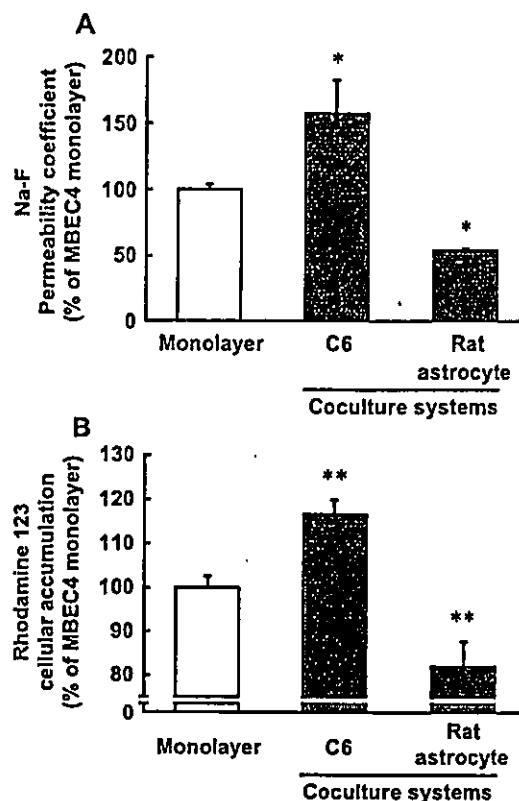 A
Na-F
Permeability coefficient
(% of MBEC4 monolayer)
200
150
100
50
0
*
*
Monolayer
C6
Rat
astrocyte
Coculture systems
B
Rhodamine 123
cellular accumulation
(% of MBEC4 monolayer)
130
120
110
100
90
80
0
**
**
Monolayer
C6
Rat
astrocyte
Coculture systems